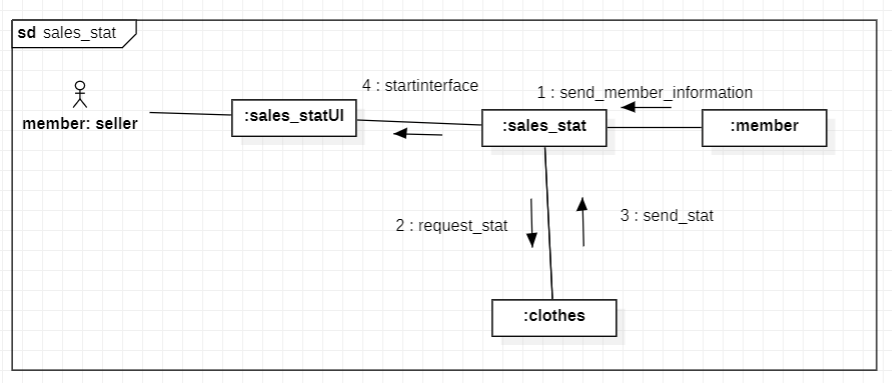 sd sales_stat
4 : startinterface
1 : send_member_information
member: seller
:sales_statUI
:sales_stat
:member
2 : request_stat
3 : send_stat
:clothes